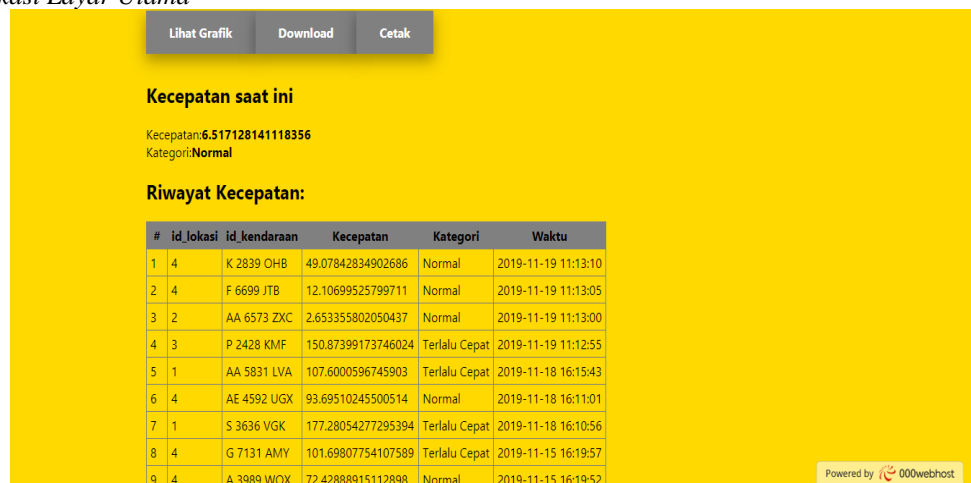 Layar Utama
Lihat Grafik Download Cetak
Kecepatan saat ini
Kecepatan:6.517128141118356
Kategori:Normal
Riwayat Kecepatan:
# id_lokasi id_kendaraan Kecepatan Kategori Waktu
1 4 K 2839 OHB 49.07842834902686 Normal 2019-11-19 11:13:10
2 4 F 6699 JTB 12.10699525799711 Normal 2019-11-19 11:13:05
3 2 AA 6573 ZXC 2.653355802050437 Normal 2019-11-19 11:13:00
4 3 P 2428 KMF 150.87399173746024 Terlalu Cepat 2019-11-19 11:12:55
5 1 AA 5831 LVA 107.6000596745903 Terlalu Cepat 2019-11-18 16:15:43
6 4 AE 4592 UGX 93.69510245500514 Normal 2019-11-18 16:11:01
7 1 S 3636 VGK 177.28054277295394 Terlalu Cepat 2019-11-18 16:10:56
8 4 G 7131 AMY 101.69807754107589 Terlalu Cepat 2019-11-15 16:19:57
9 4 A 3989 WOX 72.42888915112898 Normal 2019-11-15 16:19:52
Powered by 000webhost